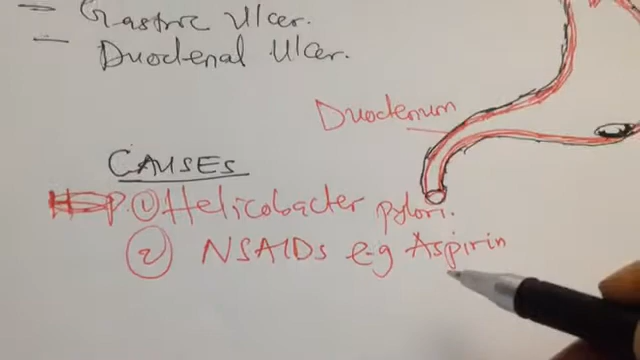 = Gastric Ulcer.
- Duodenal Ulcer.
Duodenum
CAUSES
① Helicobacter pylori.
② NSAIDs e.g Aspirin